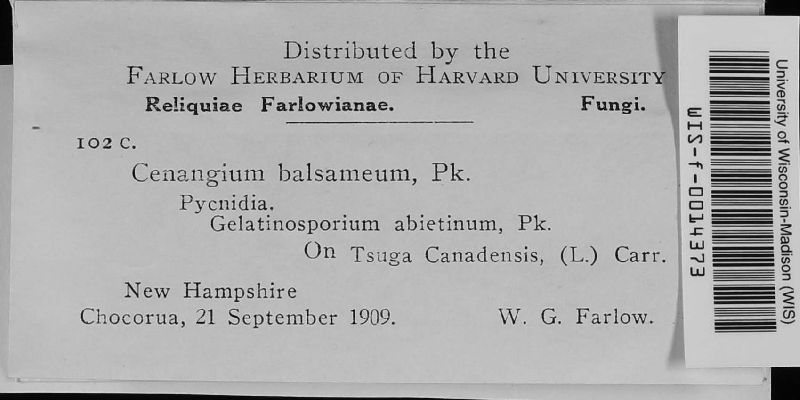 Distributed by the
FARLOW HERBARIUM OF HARVARD UNIVERSITY
Reliquiae Farlowianae. Fungi.
102 C.
Cenangium balsameum, Pk.
Pycnidia.
Gelatinosporium abietinum, Pk.
On Tsuga Canadensis, (L.) Carr.
New Hampshire
Chocorua, 21 September 1909. W. G. Farlow.
University of Wisconsin-Madison (WIS)
WIS-f-0014373